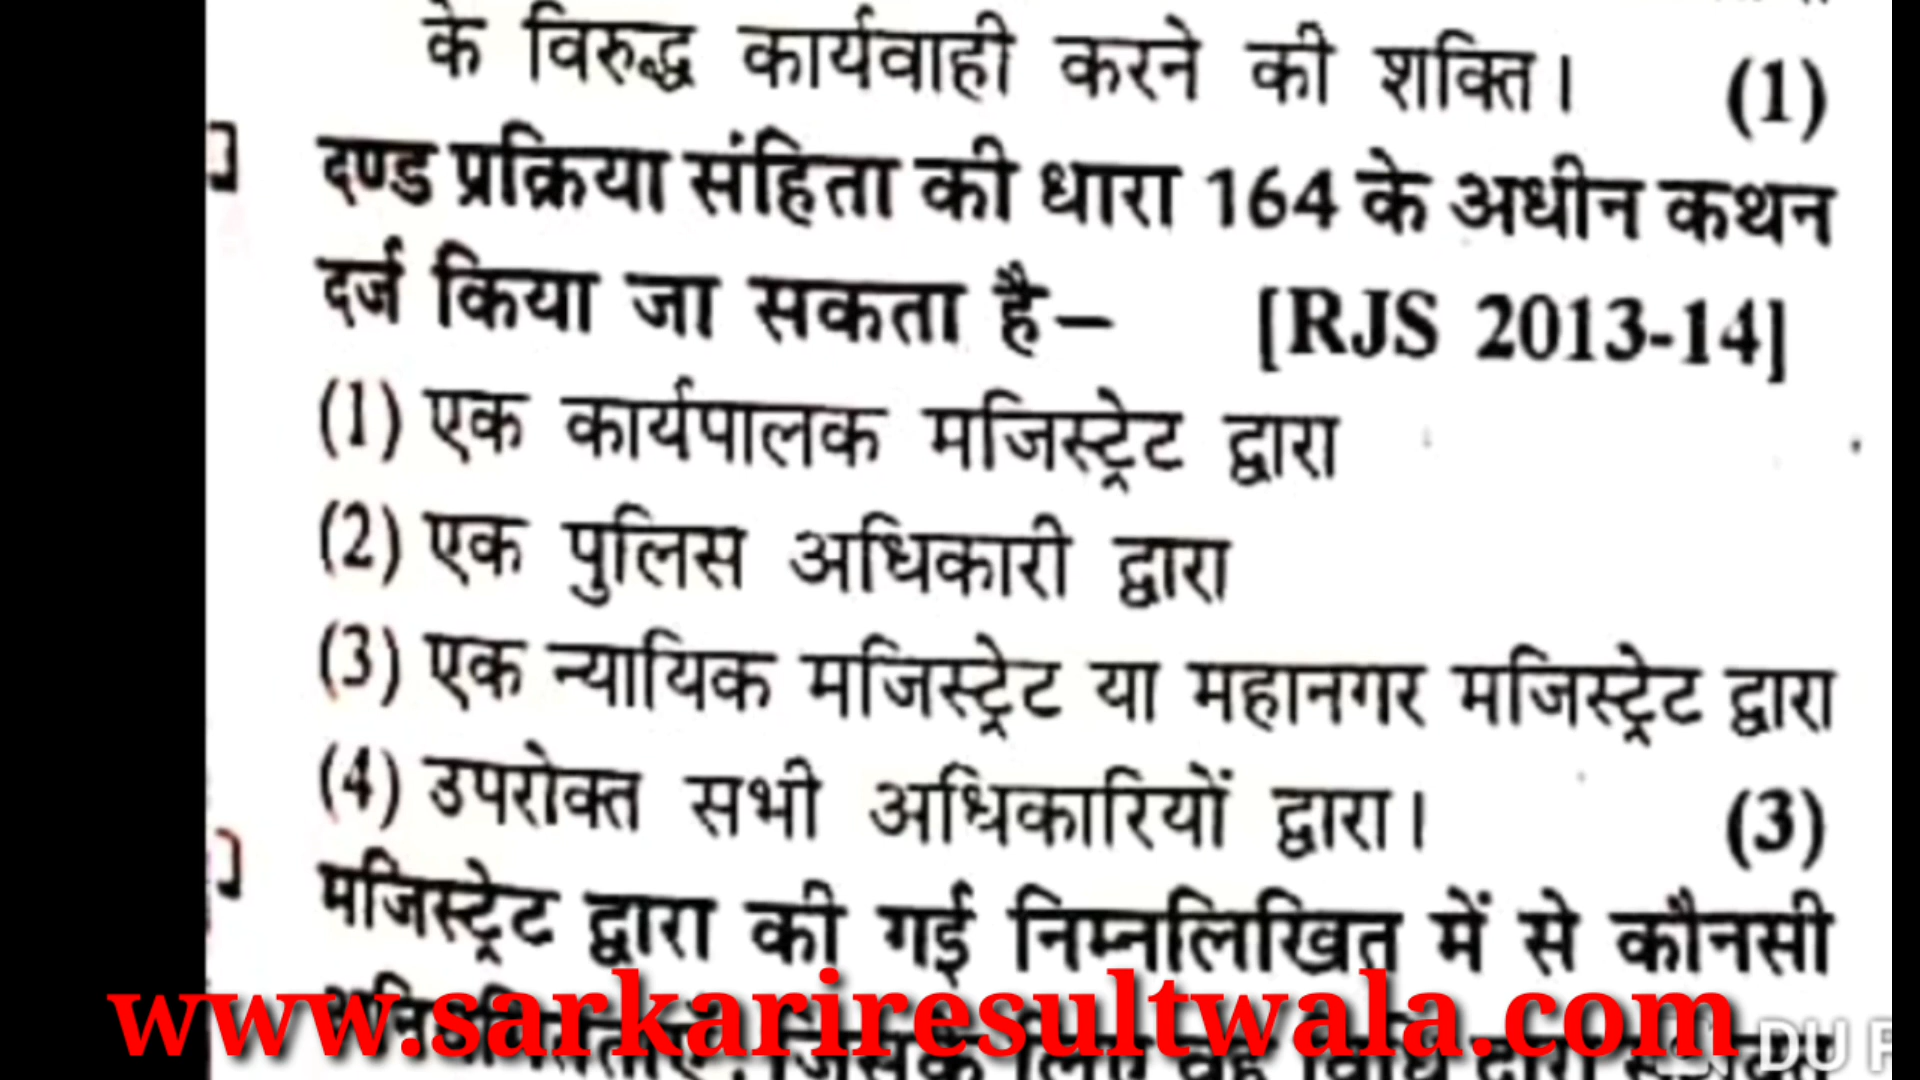 के विरुद्ध कार्यवाही करने की शक्ति। (1)
दण्ड प्रक्रिया संहिता की धारा 164 के अधीन कथन
दर्ज किया जा सकता है– [RJS 2013-14]
(1) एक कार्यपालक मजिस्ट्रेट द्वारा
(2) एक पुलिस अधिकारी द्वारा
(3) एक न्यायिक मजिस्ट्रेट या महानगर मजिस्ट्रेट द्वारा
(4) उपरोक्त सभी अधिकारियों द्वारा। (3)
मजिस्ट्रेट द्वारा की गई निम्नलिखित में से कौनसी
www.sarkariresultwala.com
DU